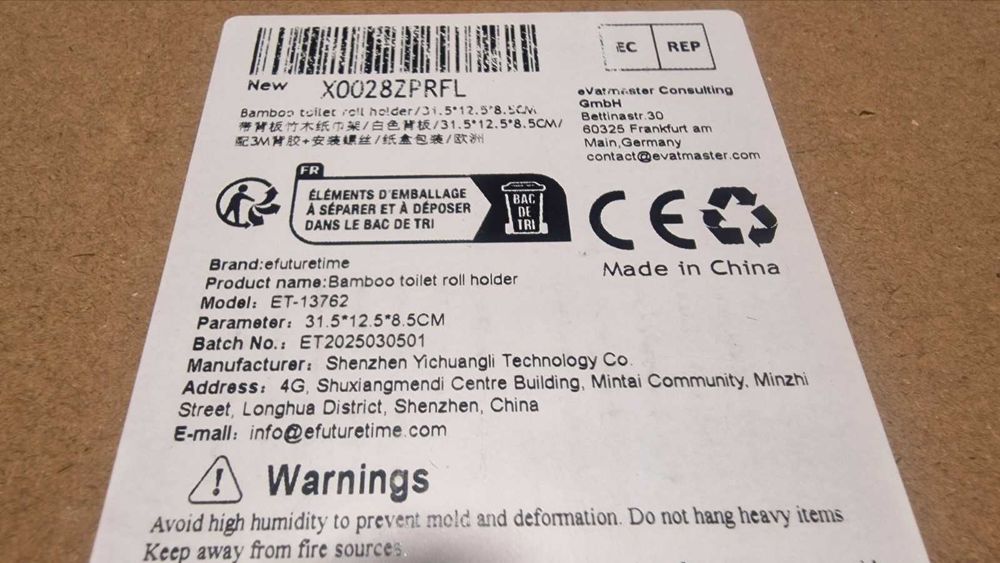 New X0028ZPRFL
Bamboo toilet roll holder/31.5*12.5*8.5CM
带背板竹木纸巾架/白色背板/31.5*12.5*8.5CM/
配3M背胶+安装螺丝/纸盒包装/欧洲
EC REP
eVatmaster Consulting
GmbH
Bettinastr.30
60325 Frankfurt am
Main,Germany
contact@evatmaster.com
FR
ÉLÉMENTS D'EMBALLAGE
À SÉPARER ET À DÉPOSER
DANS LE BAC DE TRI
BAC
DE
TRI
CE
Made in China
Brand:efuturetime
Product name:Bamboo toilet roll holder
Model: ET-13762
Parameter: 31.5*12.5*8.5CM
Batch No.: ET2025030501
Manufacturer: Shenzhen Yichuangli Technology Co.
Address: 4G, Shuxiangmendi Centre Building, Mintai Community, Minzhi
Street, Longhua District, Shenzhen, China
E-mail: info@efuturetime.com
Warnings
Avoid high humidity to prevent mold and deformation. Do not hang heavy items
Keep away from fire sources.